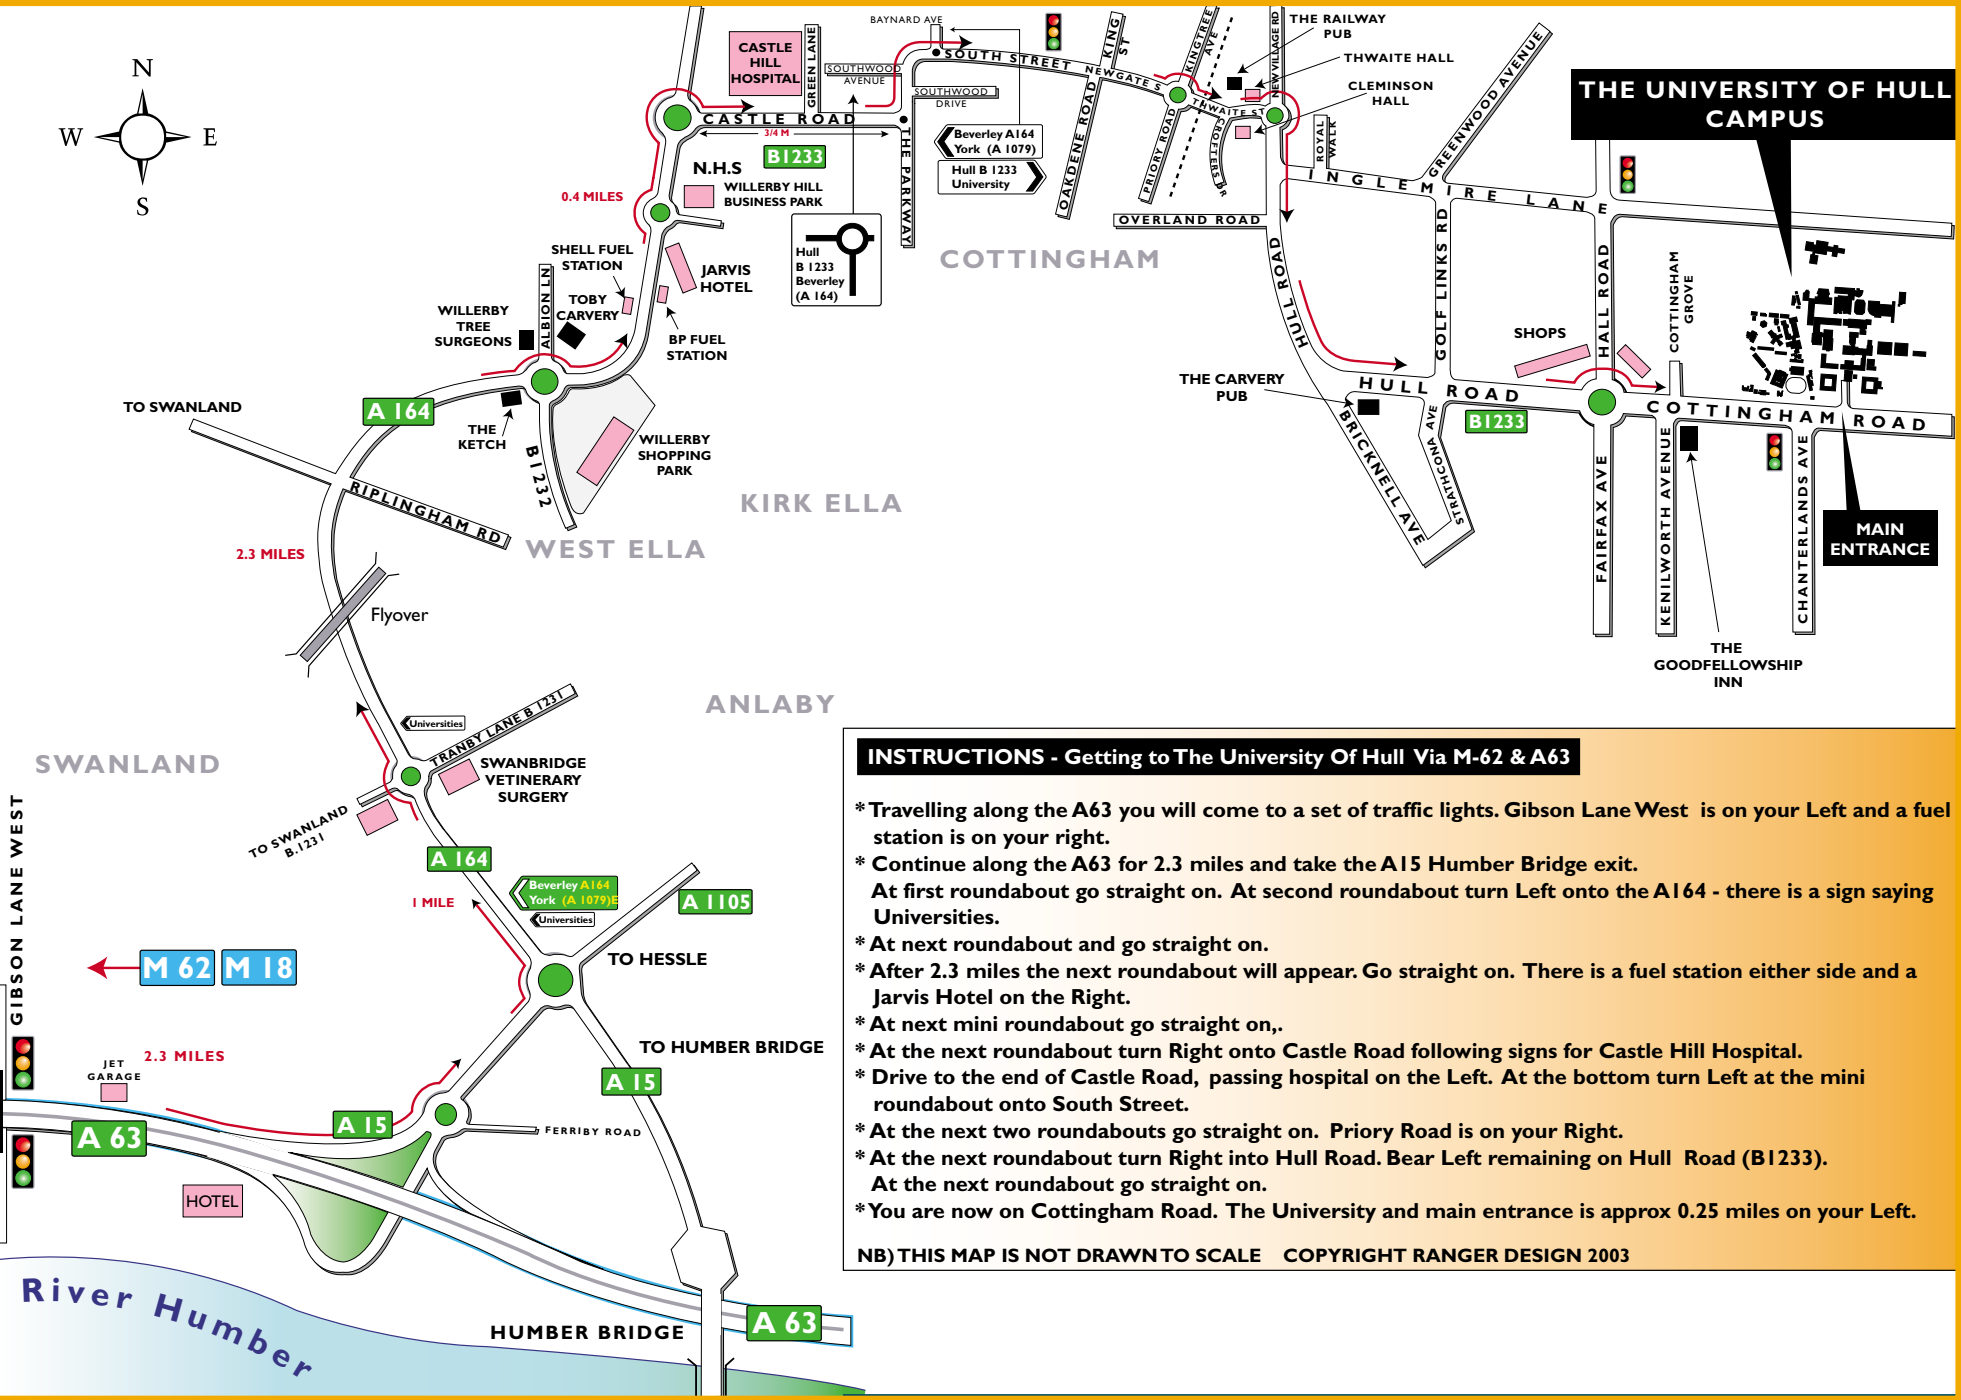 N
W
E
S
CASTLE
HILL
HOSPITAL
GREEN LANE
BAYNARD AVE
SOUTHWOOD
AVENUE
SOUTH STREET
SOUTHWOOD
DRIVE
CASTLE ROAD
3/4 M
B1233
THE PARKWAY
Beverley A164
York (A 1079)
Hull B 1233
University
NEWGATE S
KING
ST
KINGTREE
AVE
OAKDENE ROAD
PRIORY ROAD
THWAITE ST
CROFTERS DR
NEW VILLAGE RD
THE RAILWAY
PUB
THWAITE HALL
CLEMINSON
HALL
ROYAL
WALK
GREENWOOD AVENUE
INGLEMIRE LANE
OVERLAND ROAD
THE UNIVERSITY OF HULL
CAMPUS
N.H.S
WILLERBY HILL
BUSINESS PARK
0.4 MILES
Hull
B 1233
Beverley
(A 164)
COTTINGHAM
SHELL FUEL
STATION
JARVIS
HOTEL
TOBY
CARVERY
ALBION LN
WILLERBY
TREE
SURGEONS
BP FUEL
STATION
HULL ROAD
GOLF LINKS RD
HALL ROAD
COTTINGHAM
GROVE
SHOPS
THE CARVERY
PUB
HULL ROAD
B1233
COTTINGHAM ROAD
BRICKNELL AVE
STRATHCONA AVE
FAIRFAX AVE
KENILWORTH AVENUE
CHANTERLANDS AVE
MAIN
ENTRANCE
THE
GOODFELLOWSHIP
INN
TO SWANLAND
A 164
THE
KETCH
B1232
WILLERBY
SHOPPING
PARK
RIPLINGHAM RD
KIRK ELLA
WEST ELLA
2.3 MILES
Flyover
ANLABY
Universities
TRANBY LANE B 1231
SWANLAND
SWANBRIDGE
VETINERARY
SURGERY
TO SWANLAND
B.1231
A 164
1 MILE
Beverley A164
York (A 1079)E
Universities
A 1105
TO HESSLE
GIBSON LANE WEST
M 62
M 18
TO HUMBER BRIDGE
A 15
JET
GARAGE
2.3 MILES
A 15
A 63
FERRIBY ROAD
HOTEL
River Humber
HUMBER BRIDGE
A 63
INSTRUCTIONS - Getting to The University Of Hull Via M-62 & A63
* Travelling along the A63 you will come to a set of traffic lights. Gibson Lane West is on your Left and a fuel
station is on your right.
* Continue along the A63 for 2.3 miles and take the A15 Humber Bridge exit.
At first roundabout go straight on. At second roundabout turn Left onto the A164 - there is a sign saying
Universities.
* At next roundabout and go straight on.
* After 2.3 miles the next roundabout will appear. Go straight on. There is a fuel station either side and a
Jarvis Hotel on the Right.
* At next mini roundabout go straight on,.
* At the next roundabout turn Right onto Castle Road following signs for Castle Hill Hospital.
* Drive to the end of Castle Road, passing hospital on the Left. At the bottom turn Left at the mini
roundabout onto South Street.
* At the next two roundabouts go straight on. Priory Road is on your Right.
* At the next roundabout turn Right into Hull Road. Bear Left remaining on Hull Road (B1233).
At the next roundabout go straight on.
* You are now on Cottingham Road. The University and main entrance is approx 0.25 miles on your Left.
NB) THIS MAP IS NOT DRAWN TO SCALE COPYRIGHT RANGER DESIGN 2003